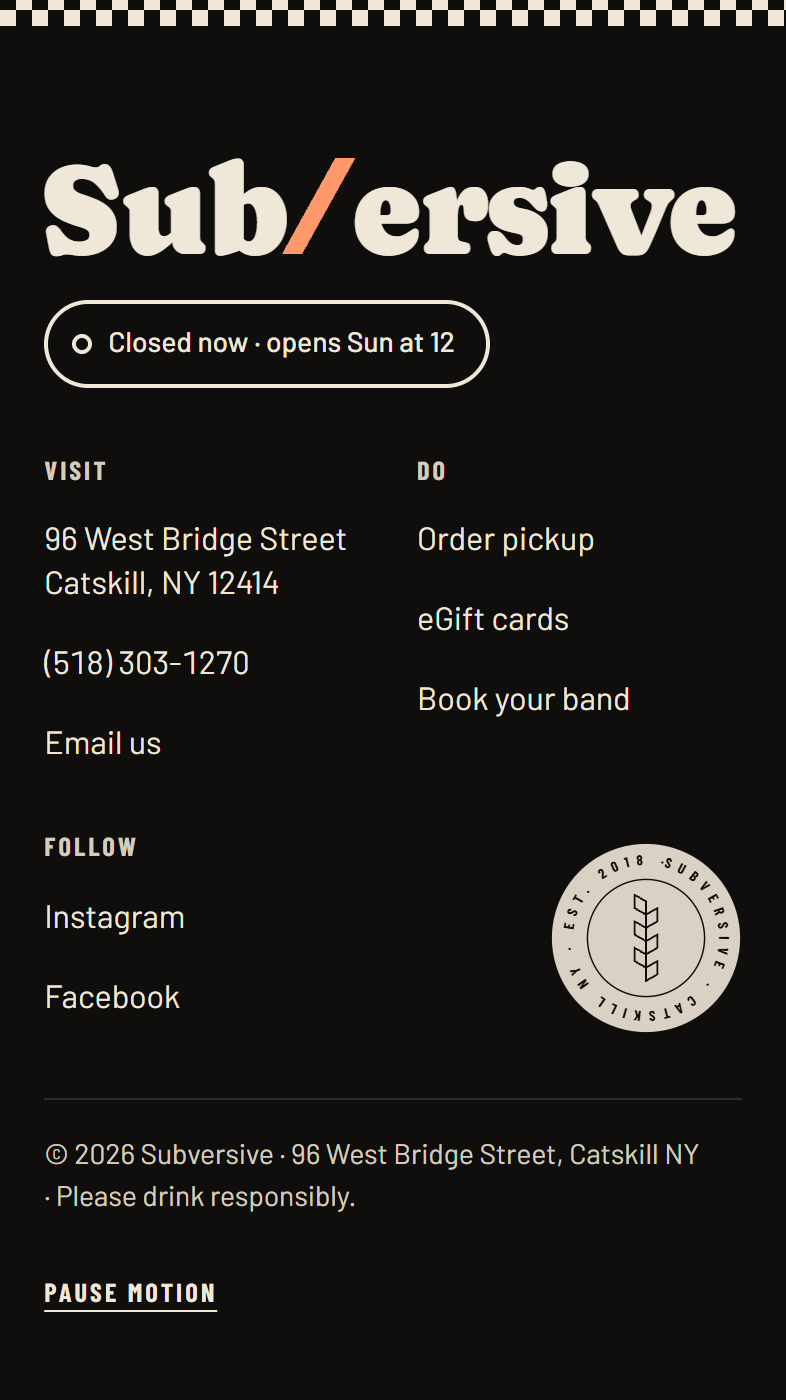 Sub/ersive
Closed now · opens Sun at 12
VISIT
96 West Bridge Street
Catskill, NY 12414
(518) 303-1270
Email us
DO
Order pickup
eGift cards
Book your band
FOLLOW
Instagram
Facebook
SUBVERSIVE · CATSKILL NY · EST. 2018 ·
© 2026 Subversive · 96 West Bridge Street, Catskill NY
· Please drink responsibly.
PAUSE MOTION